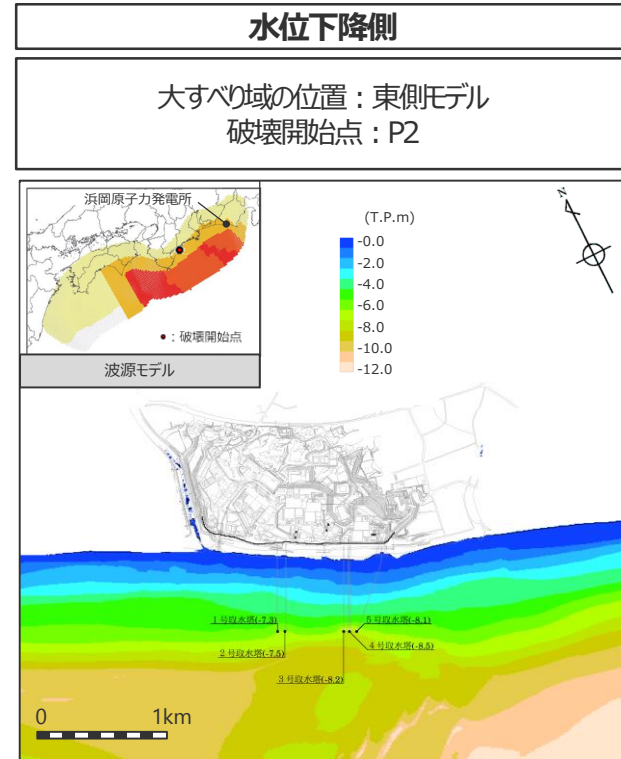 水位下降側
大すべり域の位置：東側モデル
破壊開始点：P2
浜岡原子力発電所
●：破壊開始点
波源モデル
(T.P.m)
-0.0
-2.0
-4.0
-6.0
-8.0
-10.0
-12.0
N
1号取水塔(-7.3)
5号取水塔(-8.1)
2号取水塔(-7.5)
4号取水塔(-8.5)
3号取水塔(-8.2)
0 1km